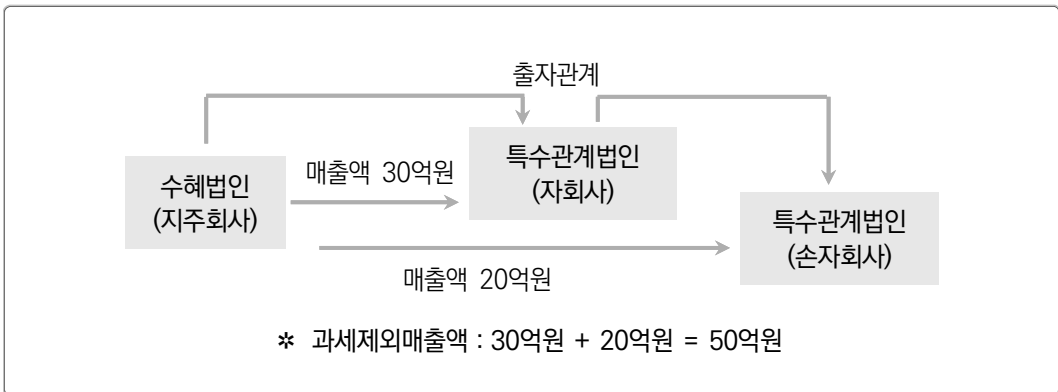 출자관계
수혜법인
(지주회사)
매출액 30억원
특수관계법인
(자회사)
특수관계법인
(손자회사)
매출액 20억원
* 과세제외매출액 : 30억원 + 20억원 = 50억원